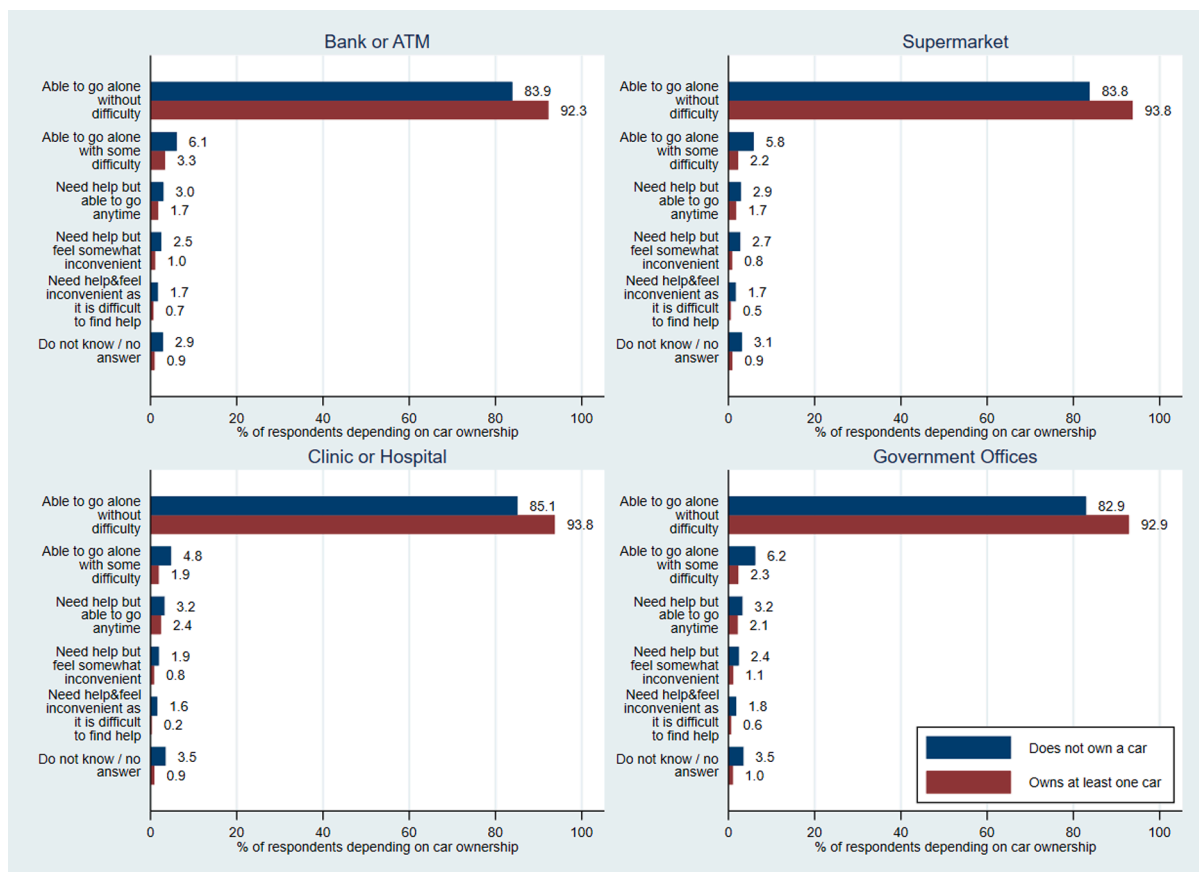 Bank or ATM
Able to go alone
without
difficulty
83.9
92.3
Able to go alone
with some
difficulty
6.1
3.3
Need help but
able to go
anytime
3.0
1.7
Need help but
feel somewhat
inconvenient
2.5
1.0
Need help&feel
inconvenient as
it is difficult
to find help
1.7
0.7
Do not know / no
answer
2.9
0.9
0 20 40 60 80 100
% of respondents depending on car ownership
Supermarket
Able to go alone
without
difficulty
83.8
93.8
Able to go alone
with some
difficulty
5.8
2.2
Need help but
able to go
anytime
2.9
1.7
Need help but
feel somewhat
inconvenient
2.7
0.8
Need help&feel
inconvenient as
it is difficult
to find help
1.7
0.5
Do not know / no
answer
3.1
0.9
0 20 40 60 80 100
% of respondents depending on car ownership
Clinic or Hospital
Able to go alone
without
difficulty
85.1
93.8
Able to go alone
with some
difficulty
4.8
1.9
Need help but
able to go
anytime
3.2
2.4
Need help but
feel somewhat
inconvenient
1.9
0.8
Need help&feel
inconvenient as
it is difficult
to find help
1.6
0.2
Do not know / no
answer
3.5
0.9
0 20 40 60 80 100
% of respondents depending on car ownership
Government Offices
Able to go alone
without
difficulty
82.9
92.9
Able to go alone
with some
difficulty
6.2
2.3
Need help but
able to go
anytime
3.2
2.1
Need help but
feel somewhat
inconvenient
2.4
1.1
Need help&feel
inconvenient as
it is difficult
to find help
1.8
0.6
Do not know / no
answer
3.5
1.0
0 20 40 60 80 100
% of respondents depending on car ownership
Does not own a car
Owns at least one car